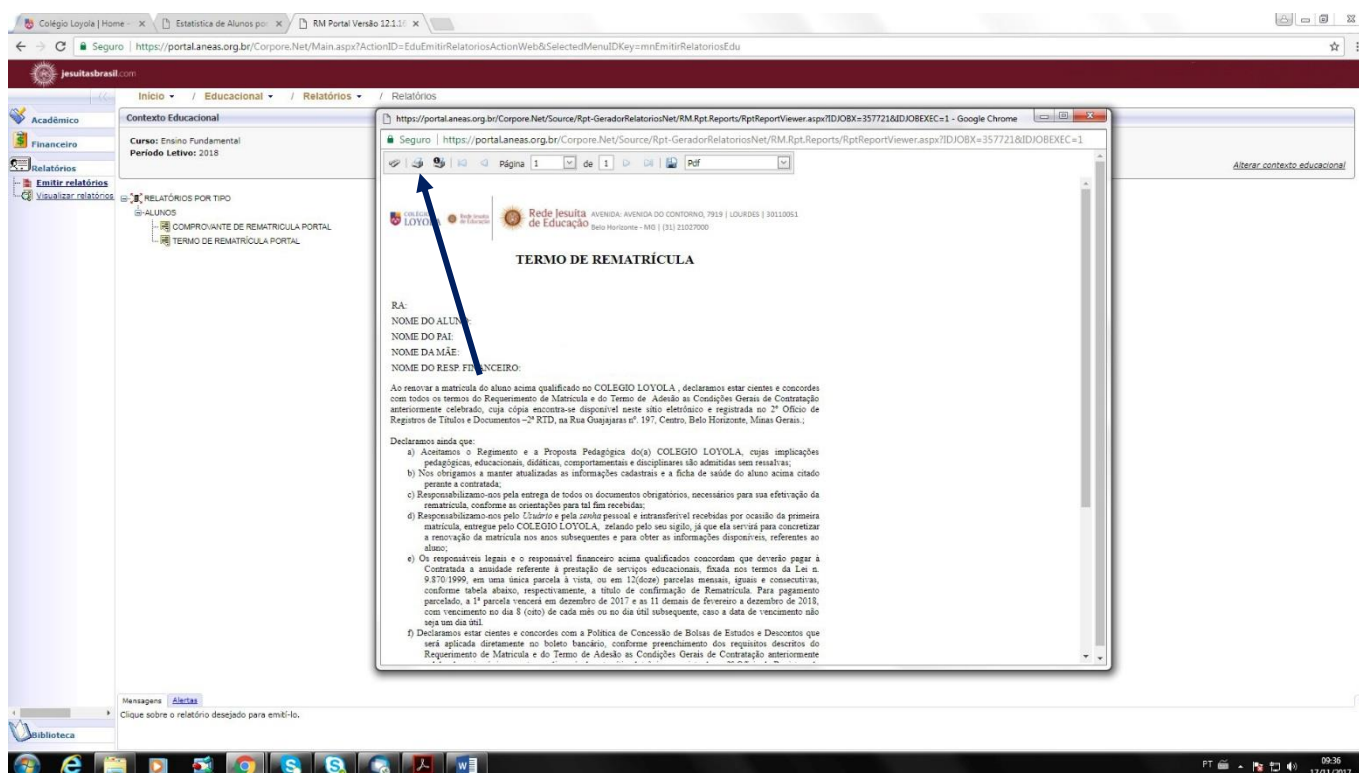 Colégio Loyola | Home -
Estatística de Alunos por
RM Portal Versão 12.1.1
Seguro | https://portal.aneas.org.br/Corpore.Net/Main.aspx?ActionID=EduEmitirRelatoriosActionWeb&SelectedMenuIDKey=mnEmitirRelatoriosEdu
jesuitasbrasil.com
Início / Educacional / Relatórios / Relatórios
Acadêmico
Financeiro
Relatórios
Emitir relatórios
Visualizar relatórios
Contexto Educacional
Curso: Ensino Fundamental
Período Letivo: 2018
Alterar contexto educacional
RELATÓRIOS POR TIPO
ALUNOS
COMPROVANTE DE REMATRICULA PORTAL
TERMO DE REMATRÍCULA PORTAL
https://portal.aneas.org.br/Corpore.Net/Source/Rpt-GeradorRelatoriosNet/RM.Rpt.Reports/RptReportViewer.aspx?IDJOBX=357721&IDJOBEXEC=1 - Google Chrome
Seguro | https://portal.aneas.org.br/Corpore.Net/Source/Rpt-GeradorRelatoriosNet/RM.Rpt.Reports/RptReportViewer.aspx?IDJOBX=357721&IDJOBEXEC=1
Página 1 de 1 Pdf
LOYOLA Rede Jesuíta de Educação
Rede Jesuíta AVENIDA: AVENIDA DO CONTORNO, 7919 | LOURDES | 30110051
de Educação Belo Horizonte - MG | (31) 21027000
TERMO DE REMATRÍCULA
RA:
NOME DO ALUNO:
NOME DO PAI:
NOME DA MÃE:
NOME DO RESP. FINANCEIRO:
Ao renovar a matrícula do aluno acima qualificado no COLEGIO LOYOLA , declaramos estar cientes e concordes
com todos os termos do Requerimento de Matrícula e do Termo de Adesão as Condições Gerais de Contratação
anteriormente celebrado, cuja cópia encontra-se disponível neste sítio eletrônico e registrada no 2º Ofício de
Registros de Títulos e Documentos –2º RTD, na Rua Guajajaras nº. 197, Centro, Belo Horizonte, Minas Gerais.;
Declaramos ainda que:
a) Aceitamos o Regimento e a Proposta Pedagógica do(a) COLEGIO LOYOLA, cujas implicações
pedagógicas, educacionais, didáticas, comportamentais e disciplinares são admitidas sem ressalvas;
b) Nos obrigamos a manter atualizadas as informações cadastrais e a ficha de saúde do aluno acima citado
perante a contratada;
c) Responsabilizamo-nos pela entrega de todos os documentos obrigatórios, necessários para sua efetivação da
rematrícula, conforme as orientações para tal fim recebidas;
d) Responsabilizamo-nos pelo Usuário e pela senha pessoal e intransferível recebidas por ocasião da primeira
matrícula, entregue pelo COLEGIO LOYOLA, zelando pelo seu sigilo, já que ela servirá para concretizar
a renovação da matrícula nos anos subsequentes e para obter as informações disponíveis, referentes ao
aluno;
e) Os responsáveis legais e o responsável financeiro acima qualificados concordam que deverão pagar à
Contratada a anuidade referente à prestação de serviços educacionais, fixada nos termos da Lei n.
9.870/1999, em uma única parcela à vista, ou em 12(doze) parcelas mensais, iguais e consecutivas,
conforme tabela abaixo, respectivamente, a título de confirmação de Rematrícula. Para pagamento
parcelado, a 1ª parcela vencerá em dezembro de 2017 e as 11 demais de fevereiro a dezembro de 2018,
com vencimento no dia 8 (oito) de cada mês ou no dia útil subsequente, caso a data de vencimento não
seja um dia útil.
f) Declaramos estar cientes e concordes com a Política de Concessão de Bolsas de Estudos e Descontos que
será aplicada diretamente no boleto bancário, conforme preenchimento dos requisitos descritos do
Requerimento de Matrícula e do Termo de Adesão as Condições Gerais de Contratação anteriormente
Mensagens Alertas
Clique sobre o relatório desejado para emití-lo.
Biblioteca
PT 09:36
17/11/2017